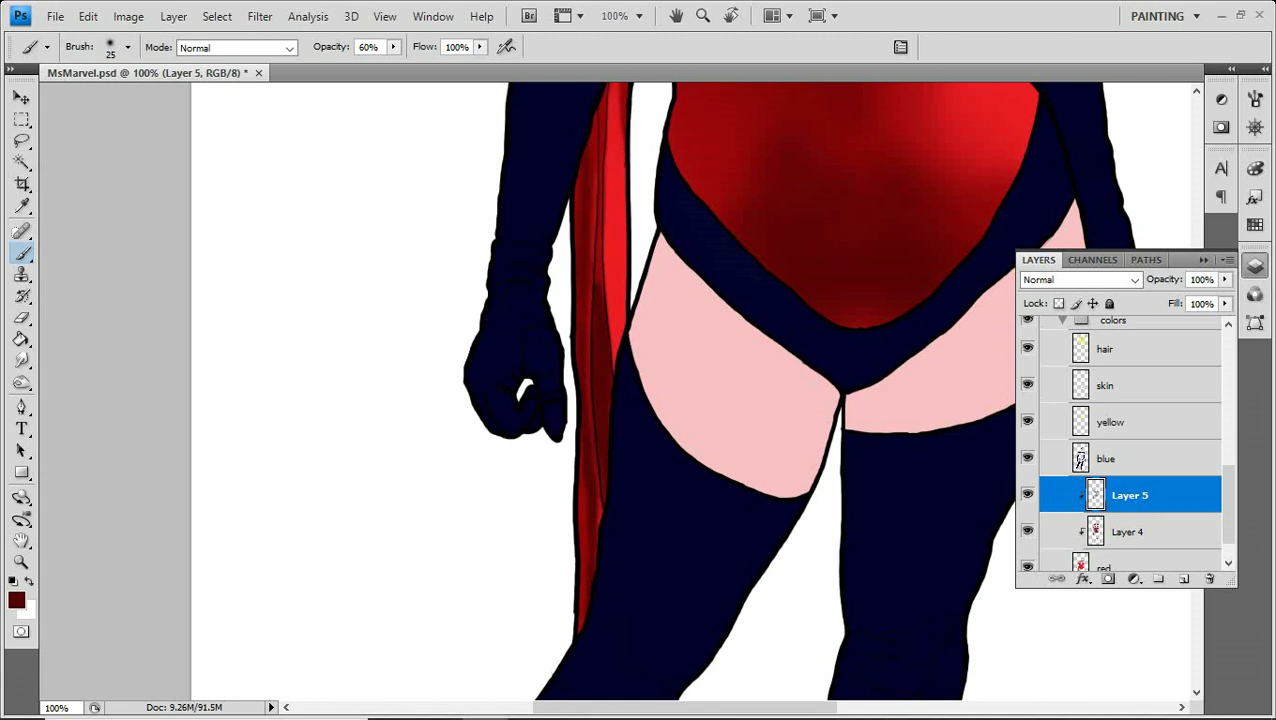 Ps File Edit Image Layer Select Filter Analysis 3D View Window Help Br 100% PAINTING
Brush: 25 Mode: Normal Opacity: 60% Flow: 100%
MsMarvel.psd @ 100% (Layer 5, RGB/8) *
LAYERS CHANNELS PATHS
Normal Opacity: 100%
Lock: Fill: 100%
colors
hair
skin
yellow
blue
Layer 5
Layer 4
red
fx
100% Doc: 9.26M/91.5M